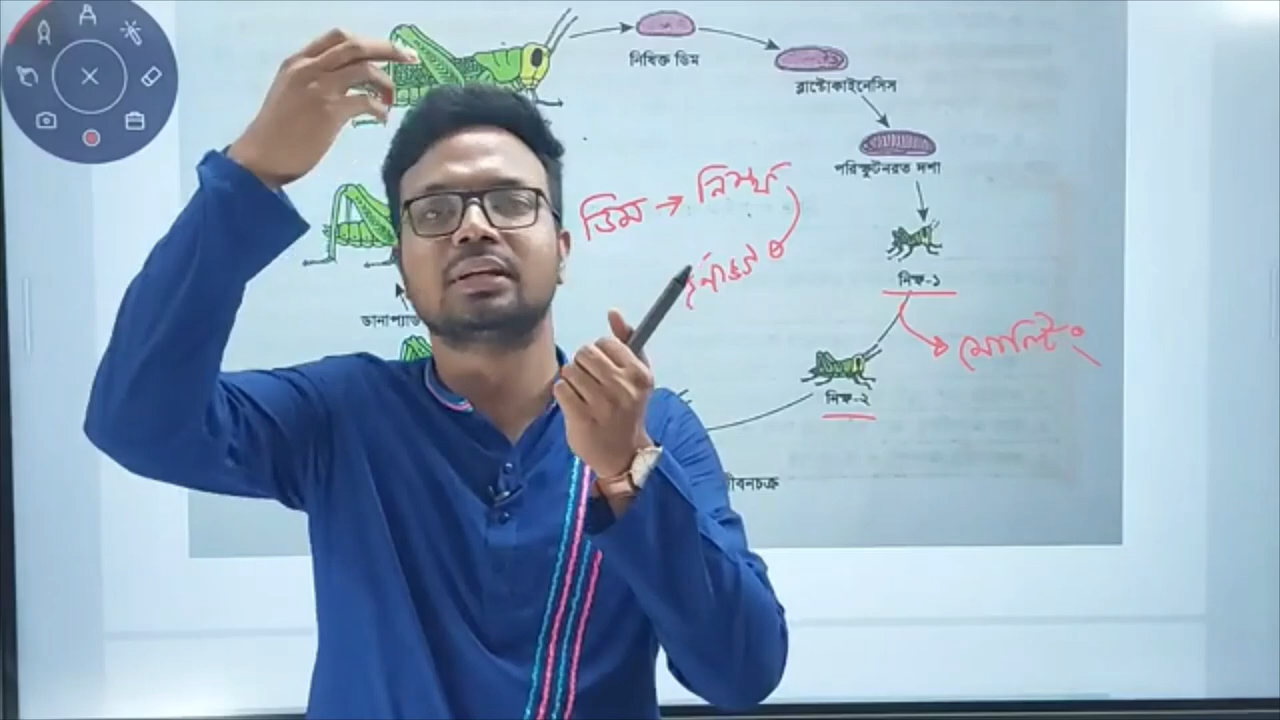 নিষিক্ত ডিম
ব্লাস্টোকাইনেসিস
পরিস্ফুটনরত দশা
ডিম → নিম্ফ
নিম্ফ-১
ডানাপ্যাড
মোল্টিং
নিম্ফ-২
জীবনচক্র